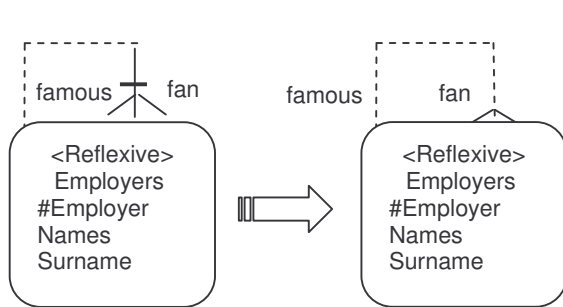 famous fan
<Reflexive>
Employers
#Employer
Names
Surname
famous fan
<Reflexive>
Employers
#Employer
Names
Surname